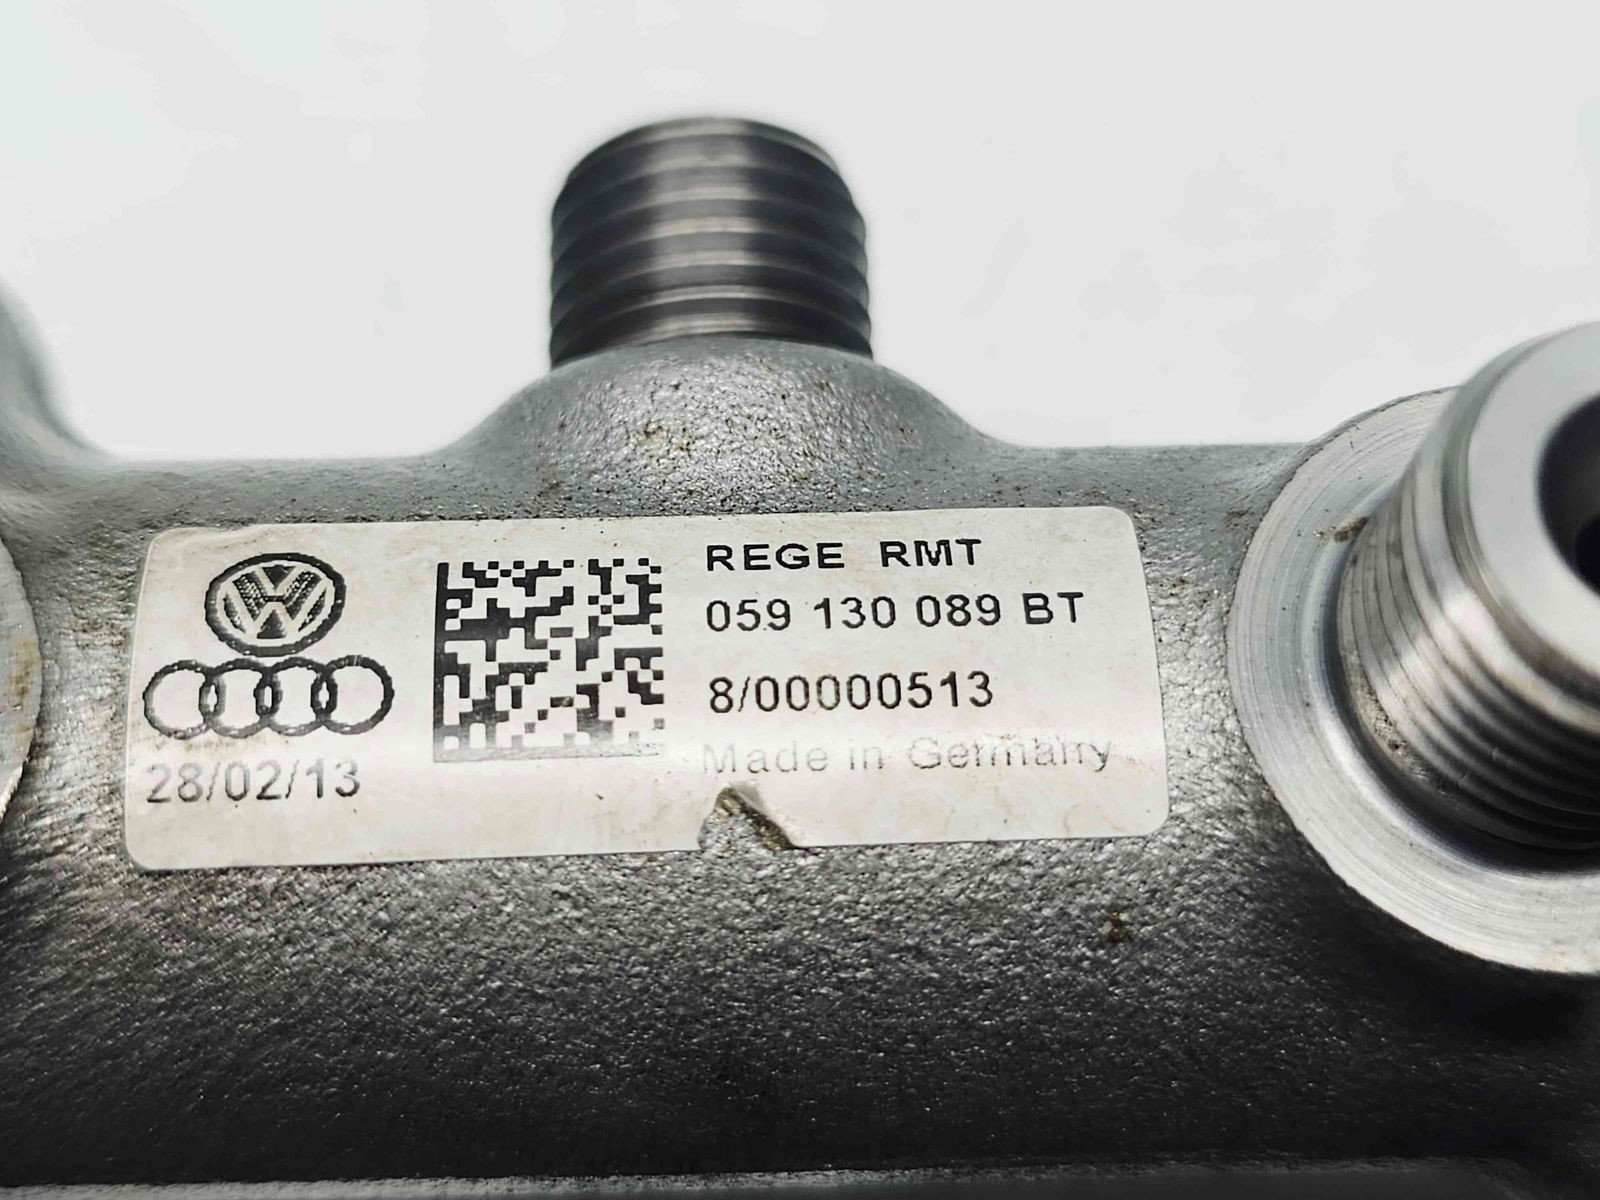 REGE RMT
059 130 089 BT
8/00000513
Made in Germany
28/02/13